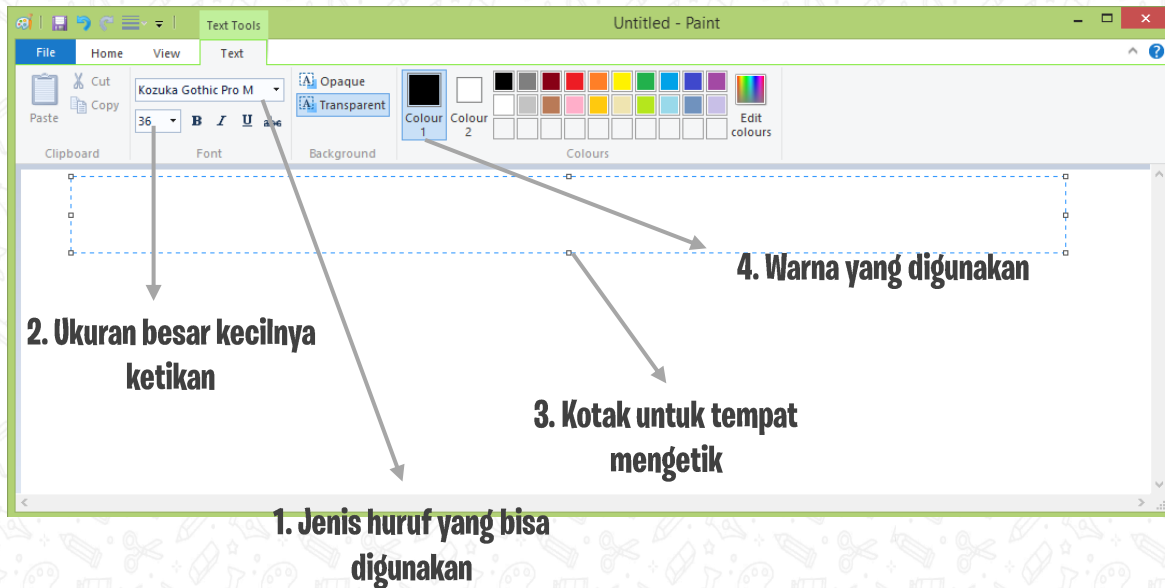 Text Tools
Untitled - Paint
File Home View Text
Cut
Copy
Paste
Clipboard
Kozuka Gothic Pro M
36 B I U abc
Font
Opaque
Transparent
Background
Colour 1
Colour 2
Edit colours
Colours
4. Warna yang digunakan
2. Ukuran besar kecilnya
ketikan
3. Kotak untuk tempat
mengetik
1. Jenis huruf yang bisa
digunakan